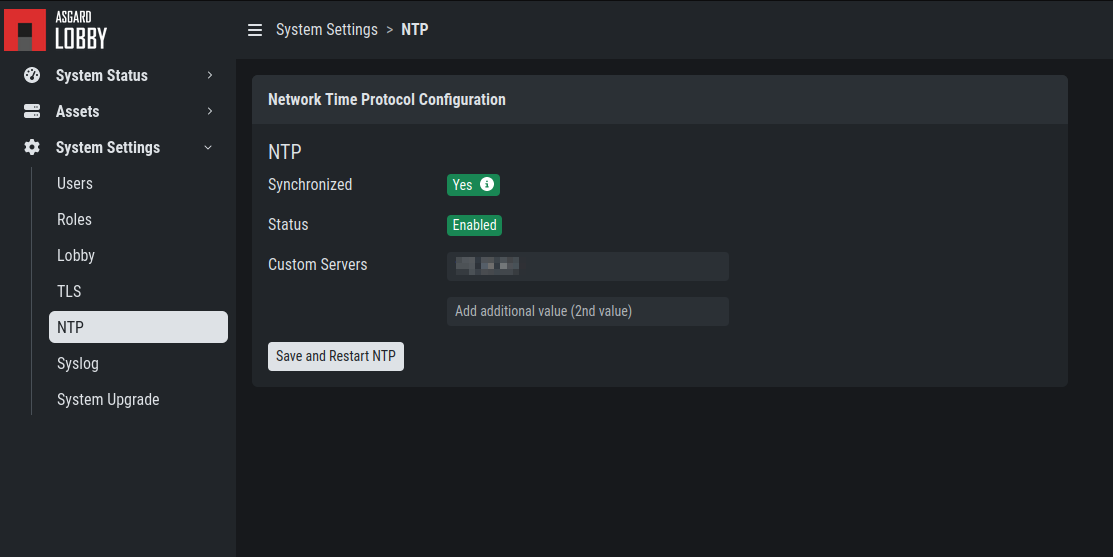 ASGARD
LOBBY
System Settings > NTP
System Status
Assets
System Settings
Users
Roles
Lobby
TLS
NTP
Syslog
System Upgrade
Network Time Protocol Configuration
NTP
Synchronized Yes
Status Enabled
Custom Servers
Add additional value (2nd value)
Save and Restart NTP